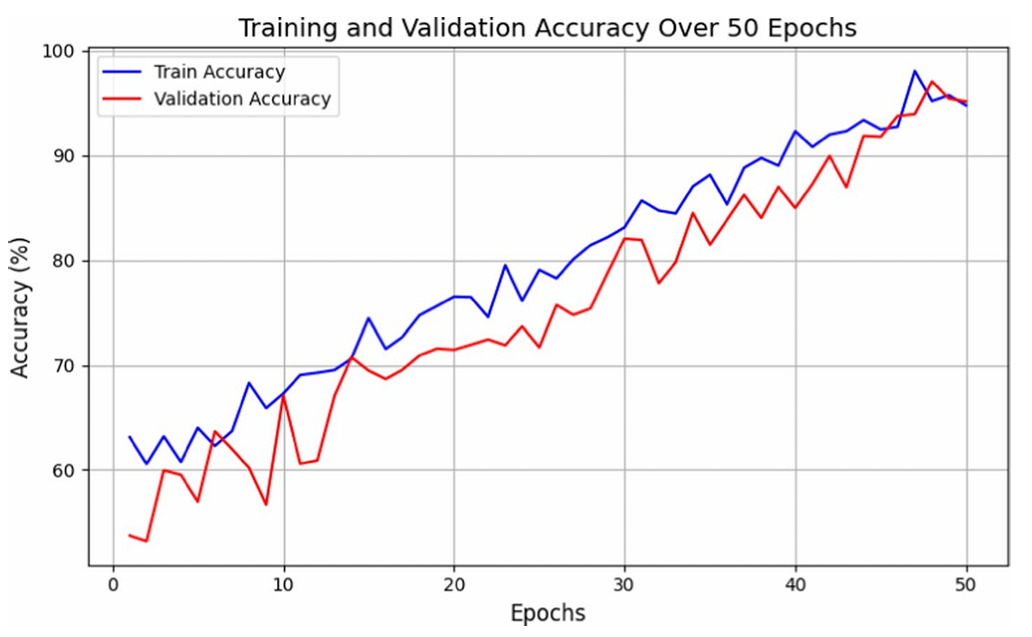 Training and Validation Accuracy Over 50 Epochs
Train Accuracy
Validation Accuracy
Accuracy (%)
100
90
80
70
60
0 10 20 30 40 50
Epochs